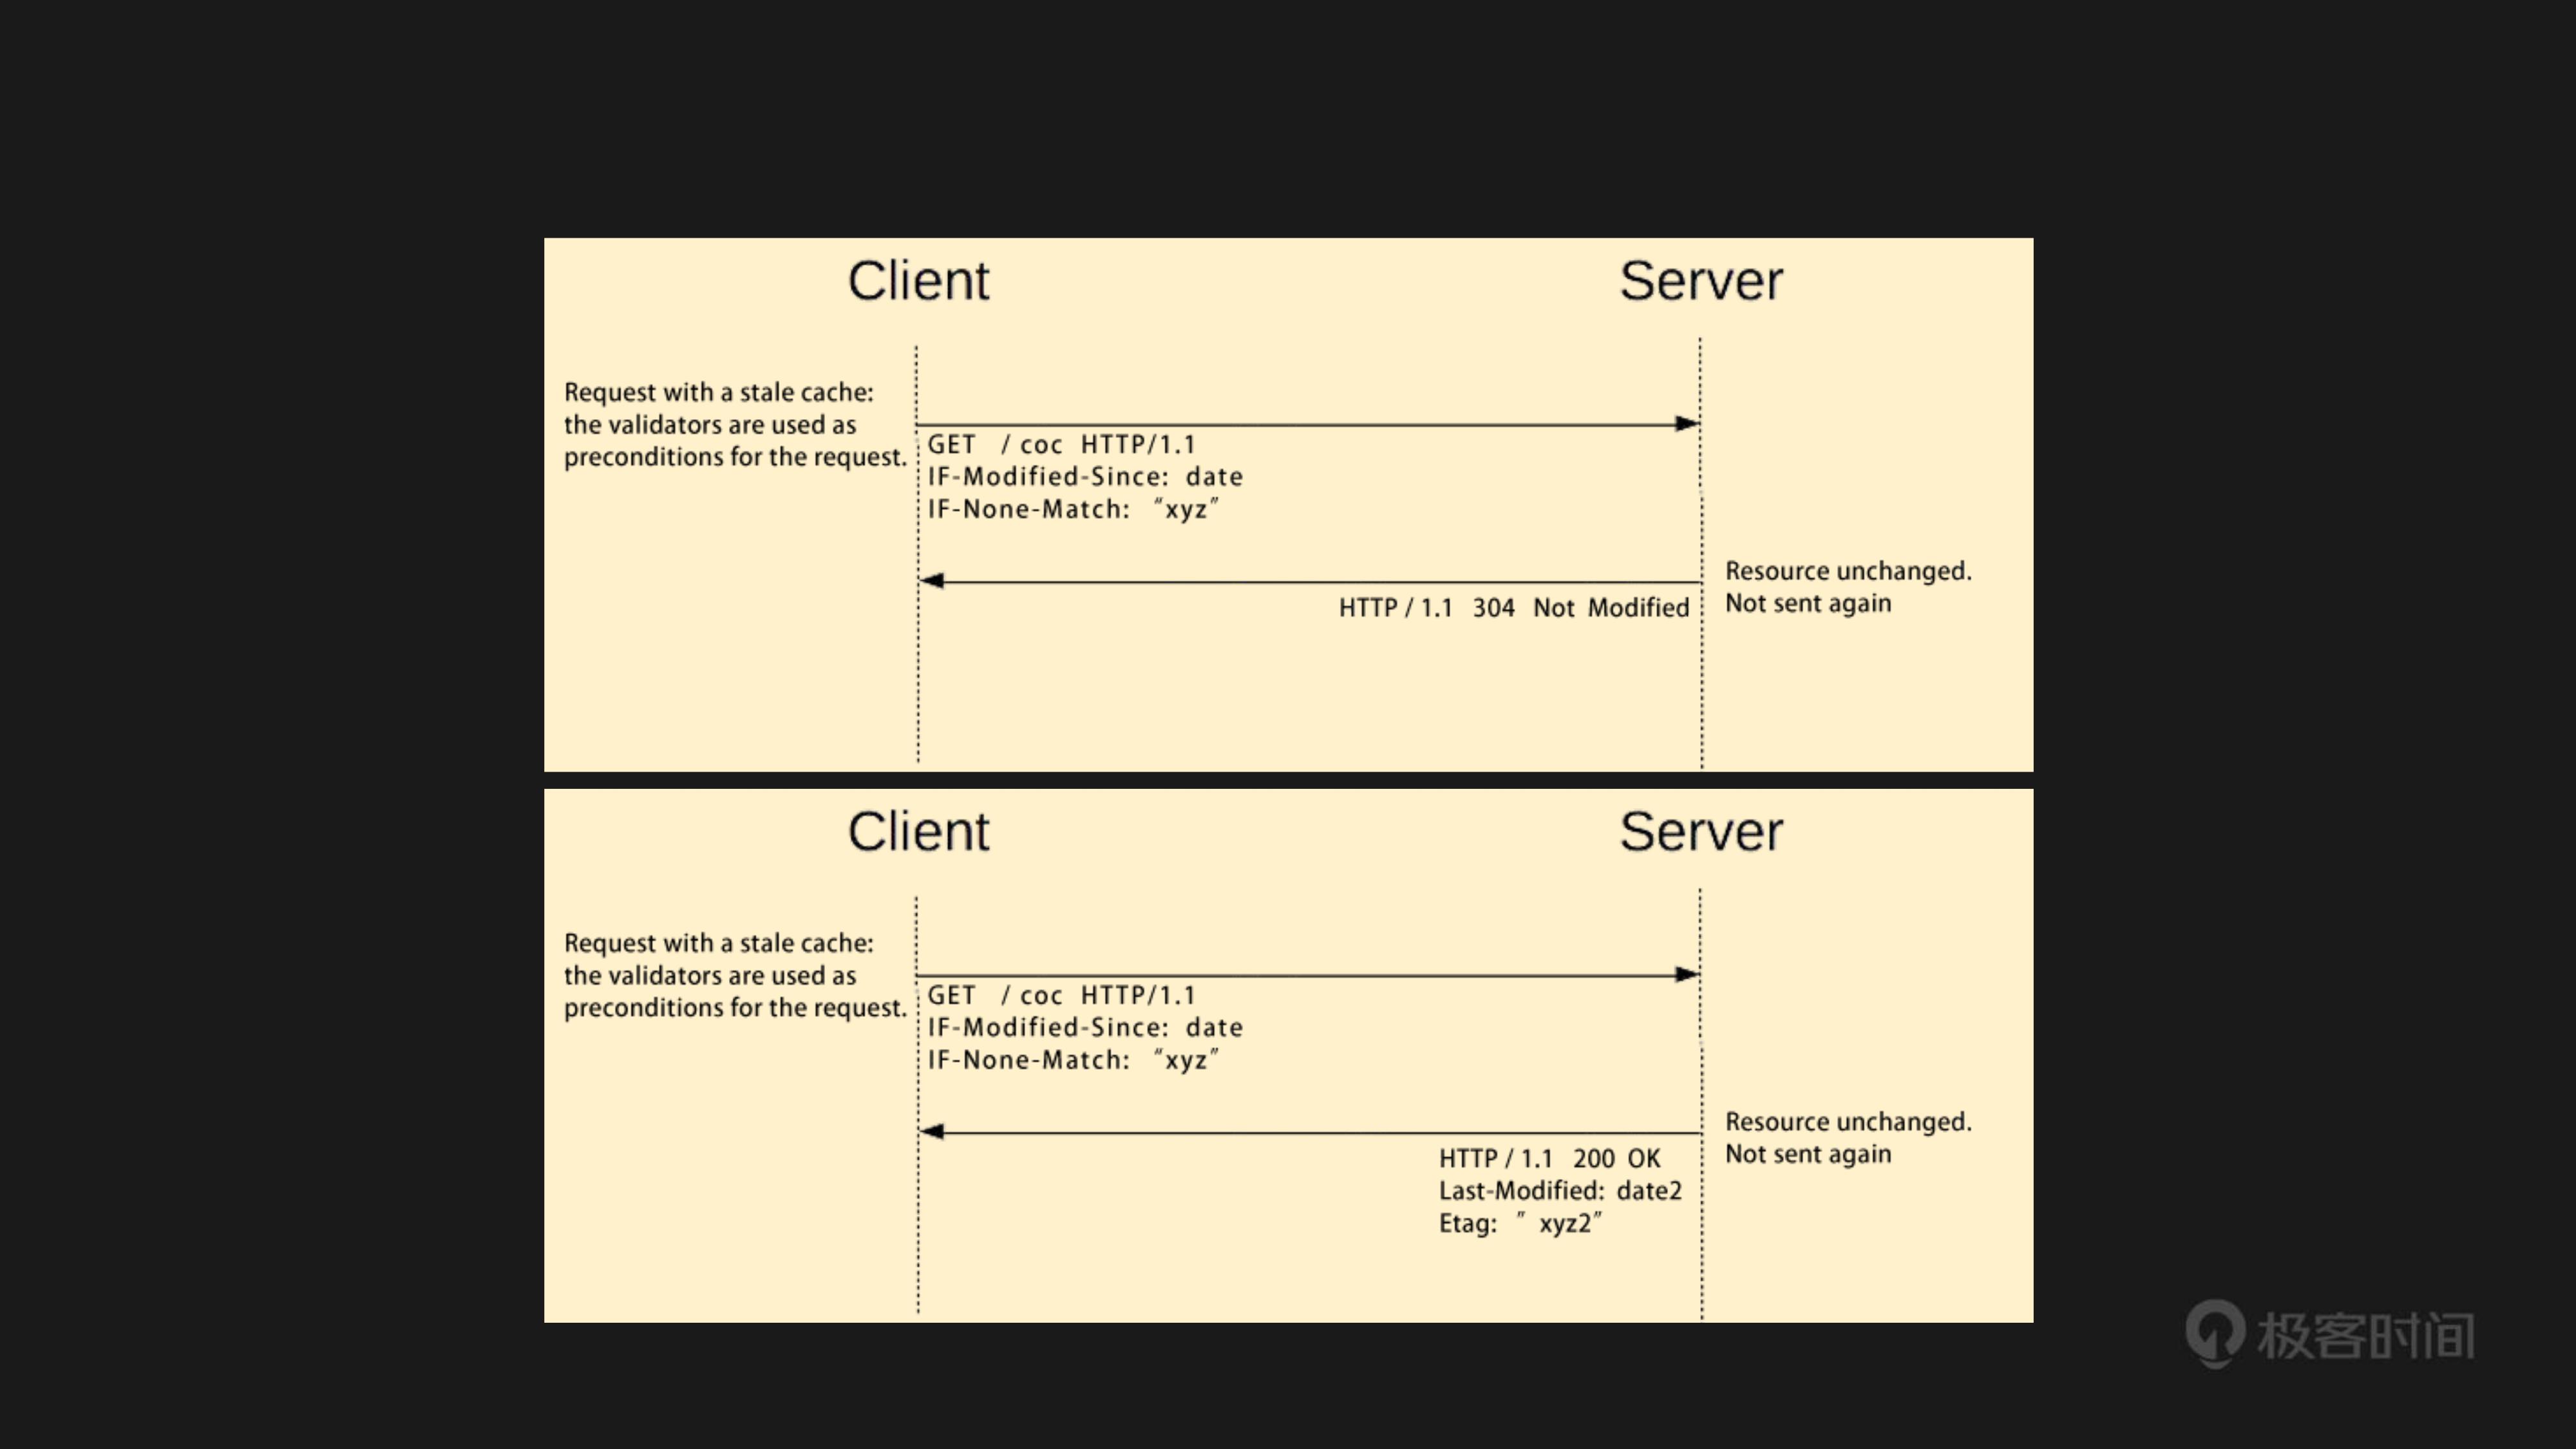 Client
Server
Request with a stale cache:
the validators are used as
preconditions for the request.
GET / coc HTTP/1.1
IF-Modified-Since: date
IF-None-Match: "xyz"
Resource unchanged.
Not sent again
HTTP / 1.1 304 Not Modified
Client
Server
Request with a stale cache:
the validators are used as
preconditions for the request.
GET / coc HTTP/1.1
IF-Modified-Since: date
IF-None-Match: "xyz"
Resource unchanged.
Not sent again
HTTP / 1.1 200 OK
Last-Modified: date2
Etag: " xyz2"
极客时间